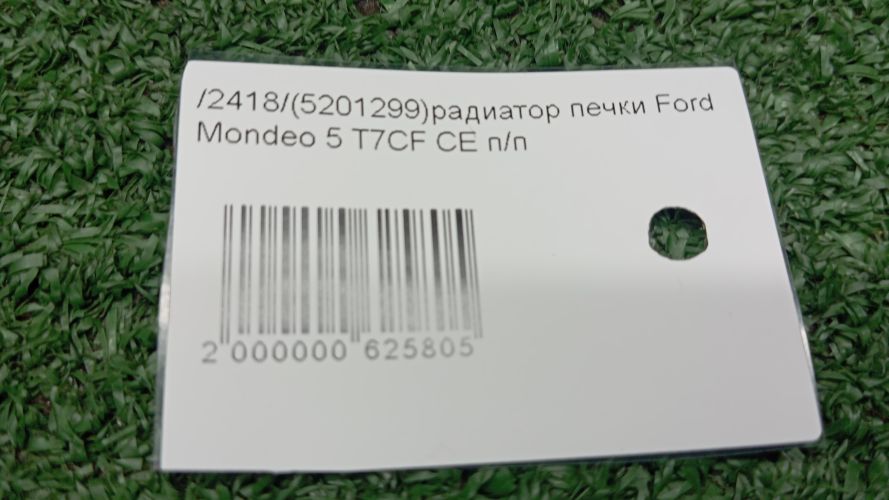 /2418/(5201299)радиатор печки Ford
Mondeo 5 T7CF CE п/п
2 000000 625805